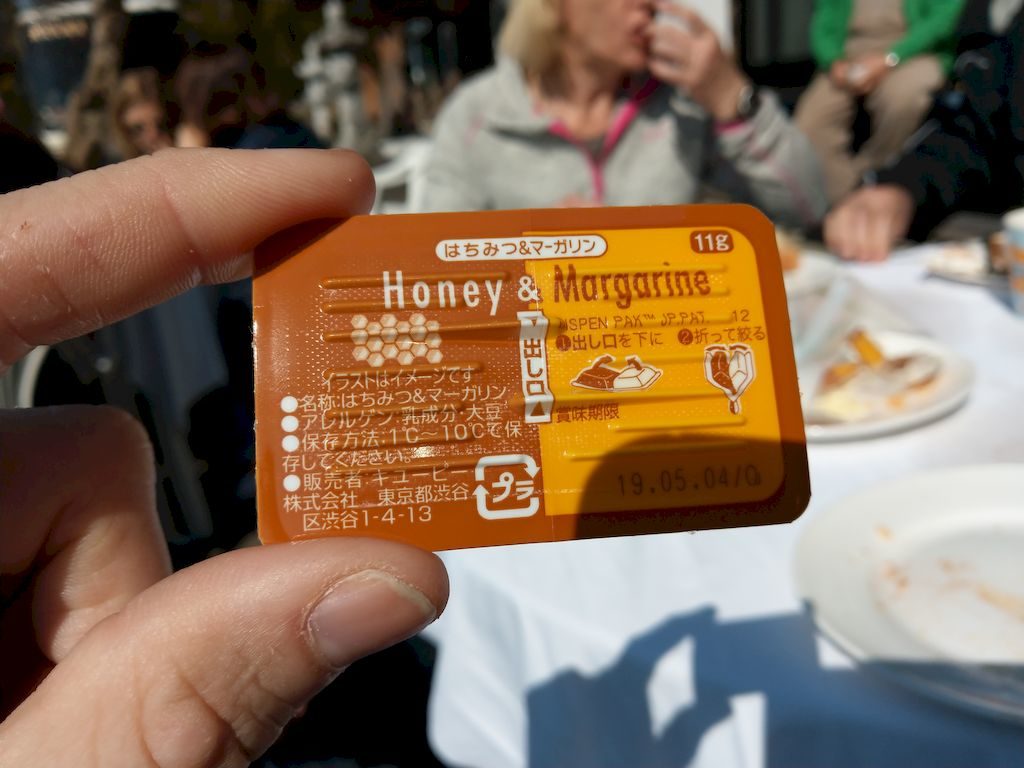 はちみつ&マーガリン
11g
Honey & Margarine
DISPEN PAK™ JP.PAT. 12
❶出し口を下に ❷折って絞る
出し口
賞味期限
19.05.04/Q
イラストはイメージです
●名称:はちみつ&マーガリン
●アレルゲン:乳成分・大豆
●保存方法:1℃〜10℃で保
存してください。
●販売者:キユーピー
株式会社 東京都渋谷
区渋谷1-4-13
プラ